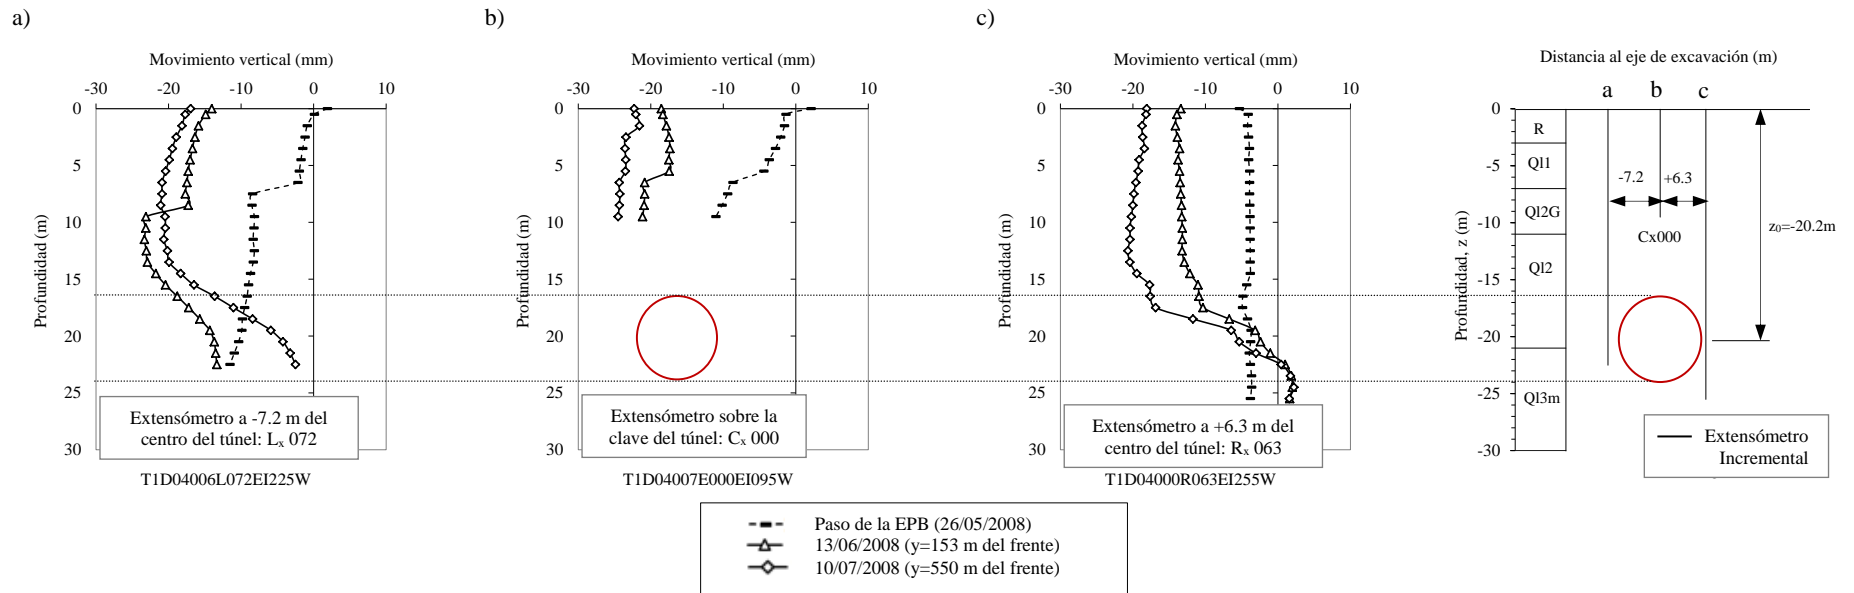 a)
Movimiento vertical (mm)
-30 -20 -10 0 10
Profundidad (m)
0
5
10
15
20
25
30
Extensómetro a -7.2 m del
centro del túnel: Lx 072
T1D04006L072EI225W
b)
Movimiento vertical (mm)
-30 -20 -10 0 10
Profundidad (m)
0
5
10
15
20
25
30
Extensómetro sobre la
clave del túnel: Cx 000
T1D04007E000EI095W
c)
Movimiento vertical (mm)
-30 -20 -10 0 10
Profundidad (m)
0
5
10
15
20
25
30
Extensómetro a +6.3 m del
centro del túnel: Rx 063
T1D04000R063EI255W
Distancia al eje de excavación (m)
a b c
Profundidad, z (m)
0
-5
-10
-15
-20
-25
-30
R
Ql1
Ql2G
Ql2
Ql3m
-7.2 +6.3
Cx000
z0=-20.2m
Extensómetro
Incremental
Paso de la EPB (26/05/2008)
13/06/2008 (y=153 m del frente)
10/07/2008 (y=550 m del frente)